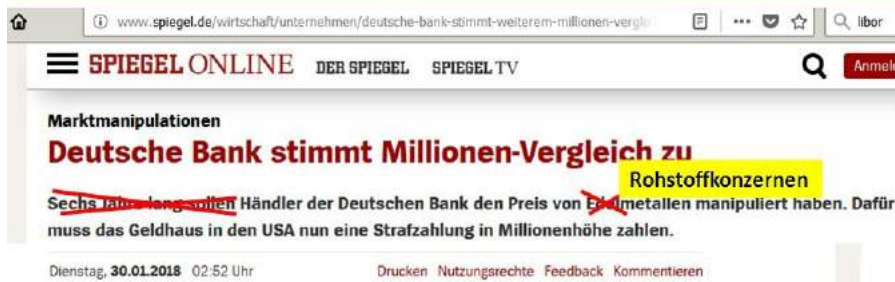 www.spiegel.de/wirtschaft/unternehmen/deutsche-bank-stimmt-weiterem-millionen-vergle
libor
SPIEGEL ONLINE DER SPIEGEL SPIEGEL TV
Anmeld
Marktmanipulationen
Deutsche Bank stimmt Millionen-Vergleich zu
Rohstoffkonzernen
Sechs Jahre lang sollen Händler der Deutschen Bank den Preis von Edelmetallen manipuliert haben. Dafür
muss das Geldhaus in den USA nun eine Strafzahlung in Millionenhöhe zahlen.
Dienstag, 30.01.2018 02:52 Uhr Drucken Nutzungsrechte Feedback Kommentieren